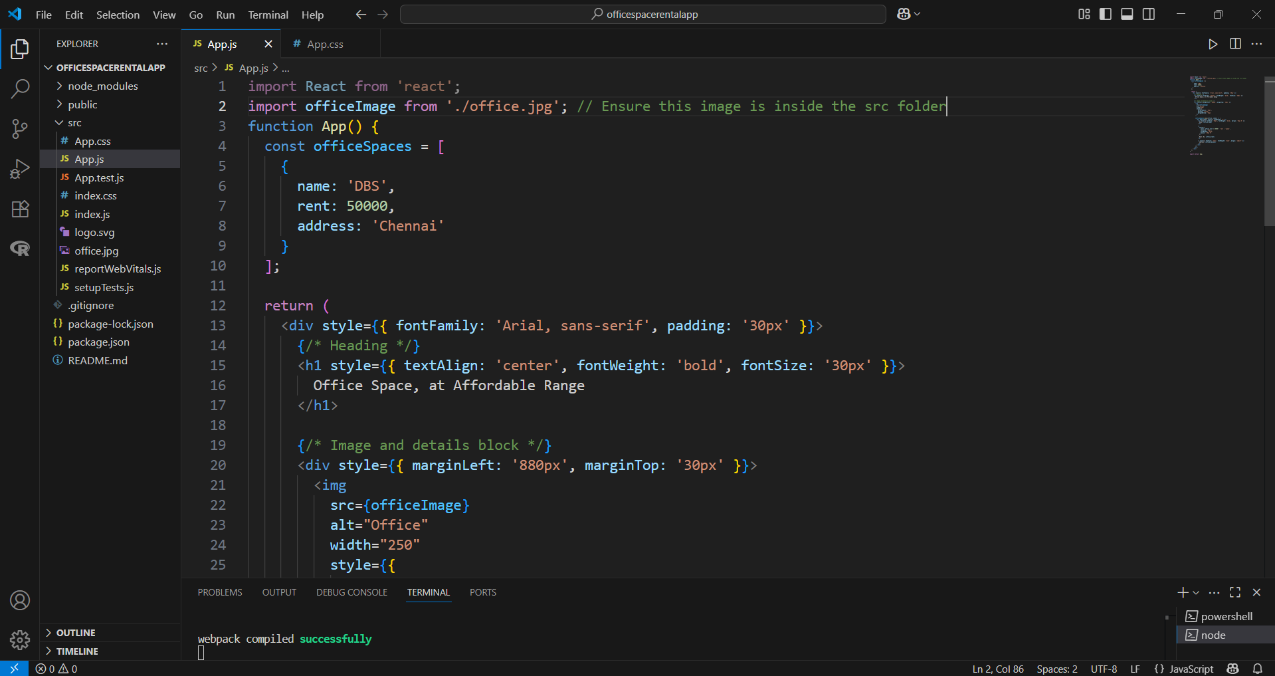 File Edit Selection View Go Run Terminal Help
officespacerentalapp
EXPLORER
OFFICESPACERENTALAPP
node_modules
public
src
# App.css
JS App.js
JS App.test.js
# index.css
JS index.js
logo.svg
office.jpg
JS reportWebVitals.js
JS setupTests.js
.gitignore
{} package-lock.json
{} package.json
README.md
OUTLINE
TIMELINE
JS App.js # App.css
src > JS App.js > ...
1 import React from 'react';
2 import officeImage from './office.jpg'; // Ensure this image is inside the src folder
3 function App() {
4 const officeSpaces = [
5 {
6 name: 'DBS',
7 rent: 50000,
8 address: 'Chennai'
9 }
10 ];
11
12 return (
13 <div style={{ fontFamily: 'Arial, sans-serif', padding: '30px' }}>
14 {/* Heading */}
15 <h1 style={{ textAlign: 'center', fontWeight: 'bold', fontSize: '30px' }}>
16 Office Space, at Affordable Range
17 </h1>
18
19 {/* Image and details block */}
20 <div style={{ marginLeft: '880px', marginTop: '30px' }}>
21 <img
22 src={officeImage}
23 alt="Office"
24 width="250"
25 style={{
PROBLEMS OUTPUT DEBUG CONSOLE TERMINAL PORTS
webpack compiled successfully
powershell
node
0 0
Ln 2, Col 86 Spaces: 2 UTF-8 LF {} JavaScript